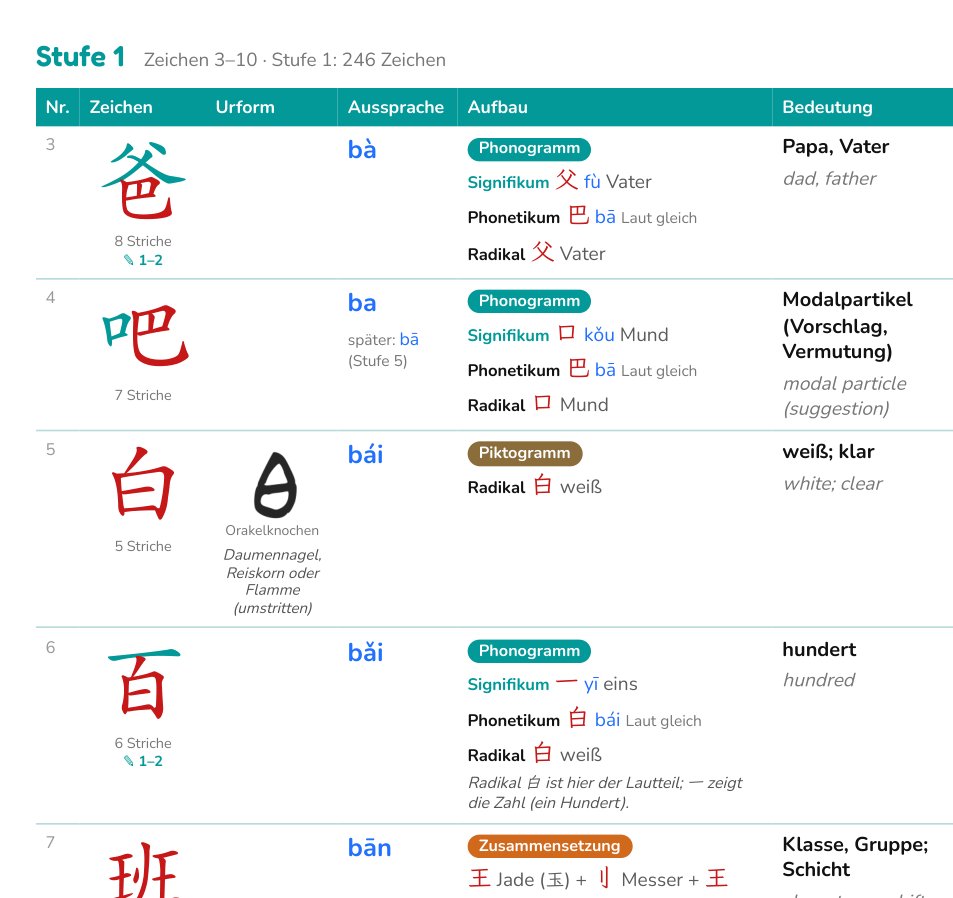 Stufe 1 Zeichen 3–10 · Stufe 1: 246 Zeichen
Nr. Zeichen Urform Aussprache Aufbau Bedeutung
3
爸
8 Striche
✎ 1–2
bà
Phonogramm
Signifikum 父 fù Vater
Phonetikum 巴 bā Laut gleich
Radikal 父 Vater
Papa, Vater
dad, father
4
吧
7 Striche
ba
später: bā
(Stufe 5)
Phonogramm
Signifikum 口 kǒu Mund
Phonetikum 巴 bā Laut gleich
Radikal 口 Mund
Modalpartikel
(Vorschlag,
Vermutung)
modal particle
(suggestion)
5
白
5 Striche
Orakelknochen
Daumennagel,
Reiskorn oder
Flamme
(umstritten)
bái
Piktogramm
Radikal 白 weiß
weiß; klar
white; clear
6
百
6 Striche
✎ 1–2
bǎi
Phonogramm
Signifikum 一 yī eins
Phonetikum 白 bái Laut gleich
Radikal 白 weiß
Radikal 白 ist hier der Lautteil; 一 zeigt
die Zahl (ein Hundert).
hundert
hundred
7
班
bān
Zusammensetzung
王 Jade (玉) + 刂 Messer + 王
Klasse, Gruppe;
Schicht